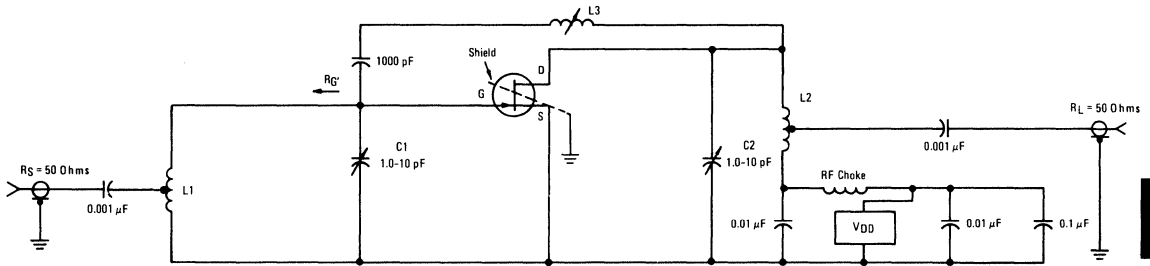 L3
Shield
1000 pF
D
RG'
G
S
L2
RL = 50 Ohms
C1
1.0-10 pF
C2
1.0-10 pF
0.001 µF
RS = 50 Ohms
L1
RF Choke
0.001 µF
0.01 µF
VDD
0.01 µF
0.1 µF